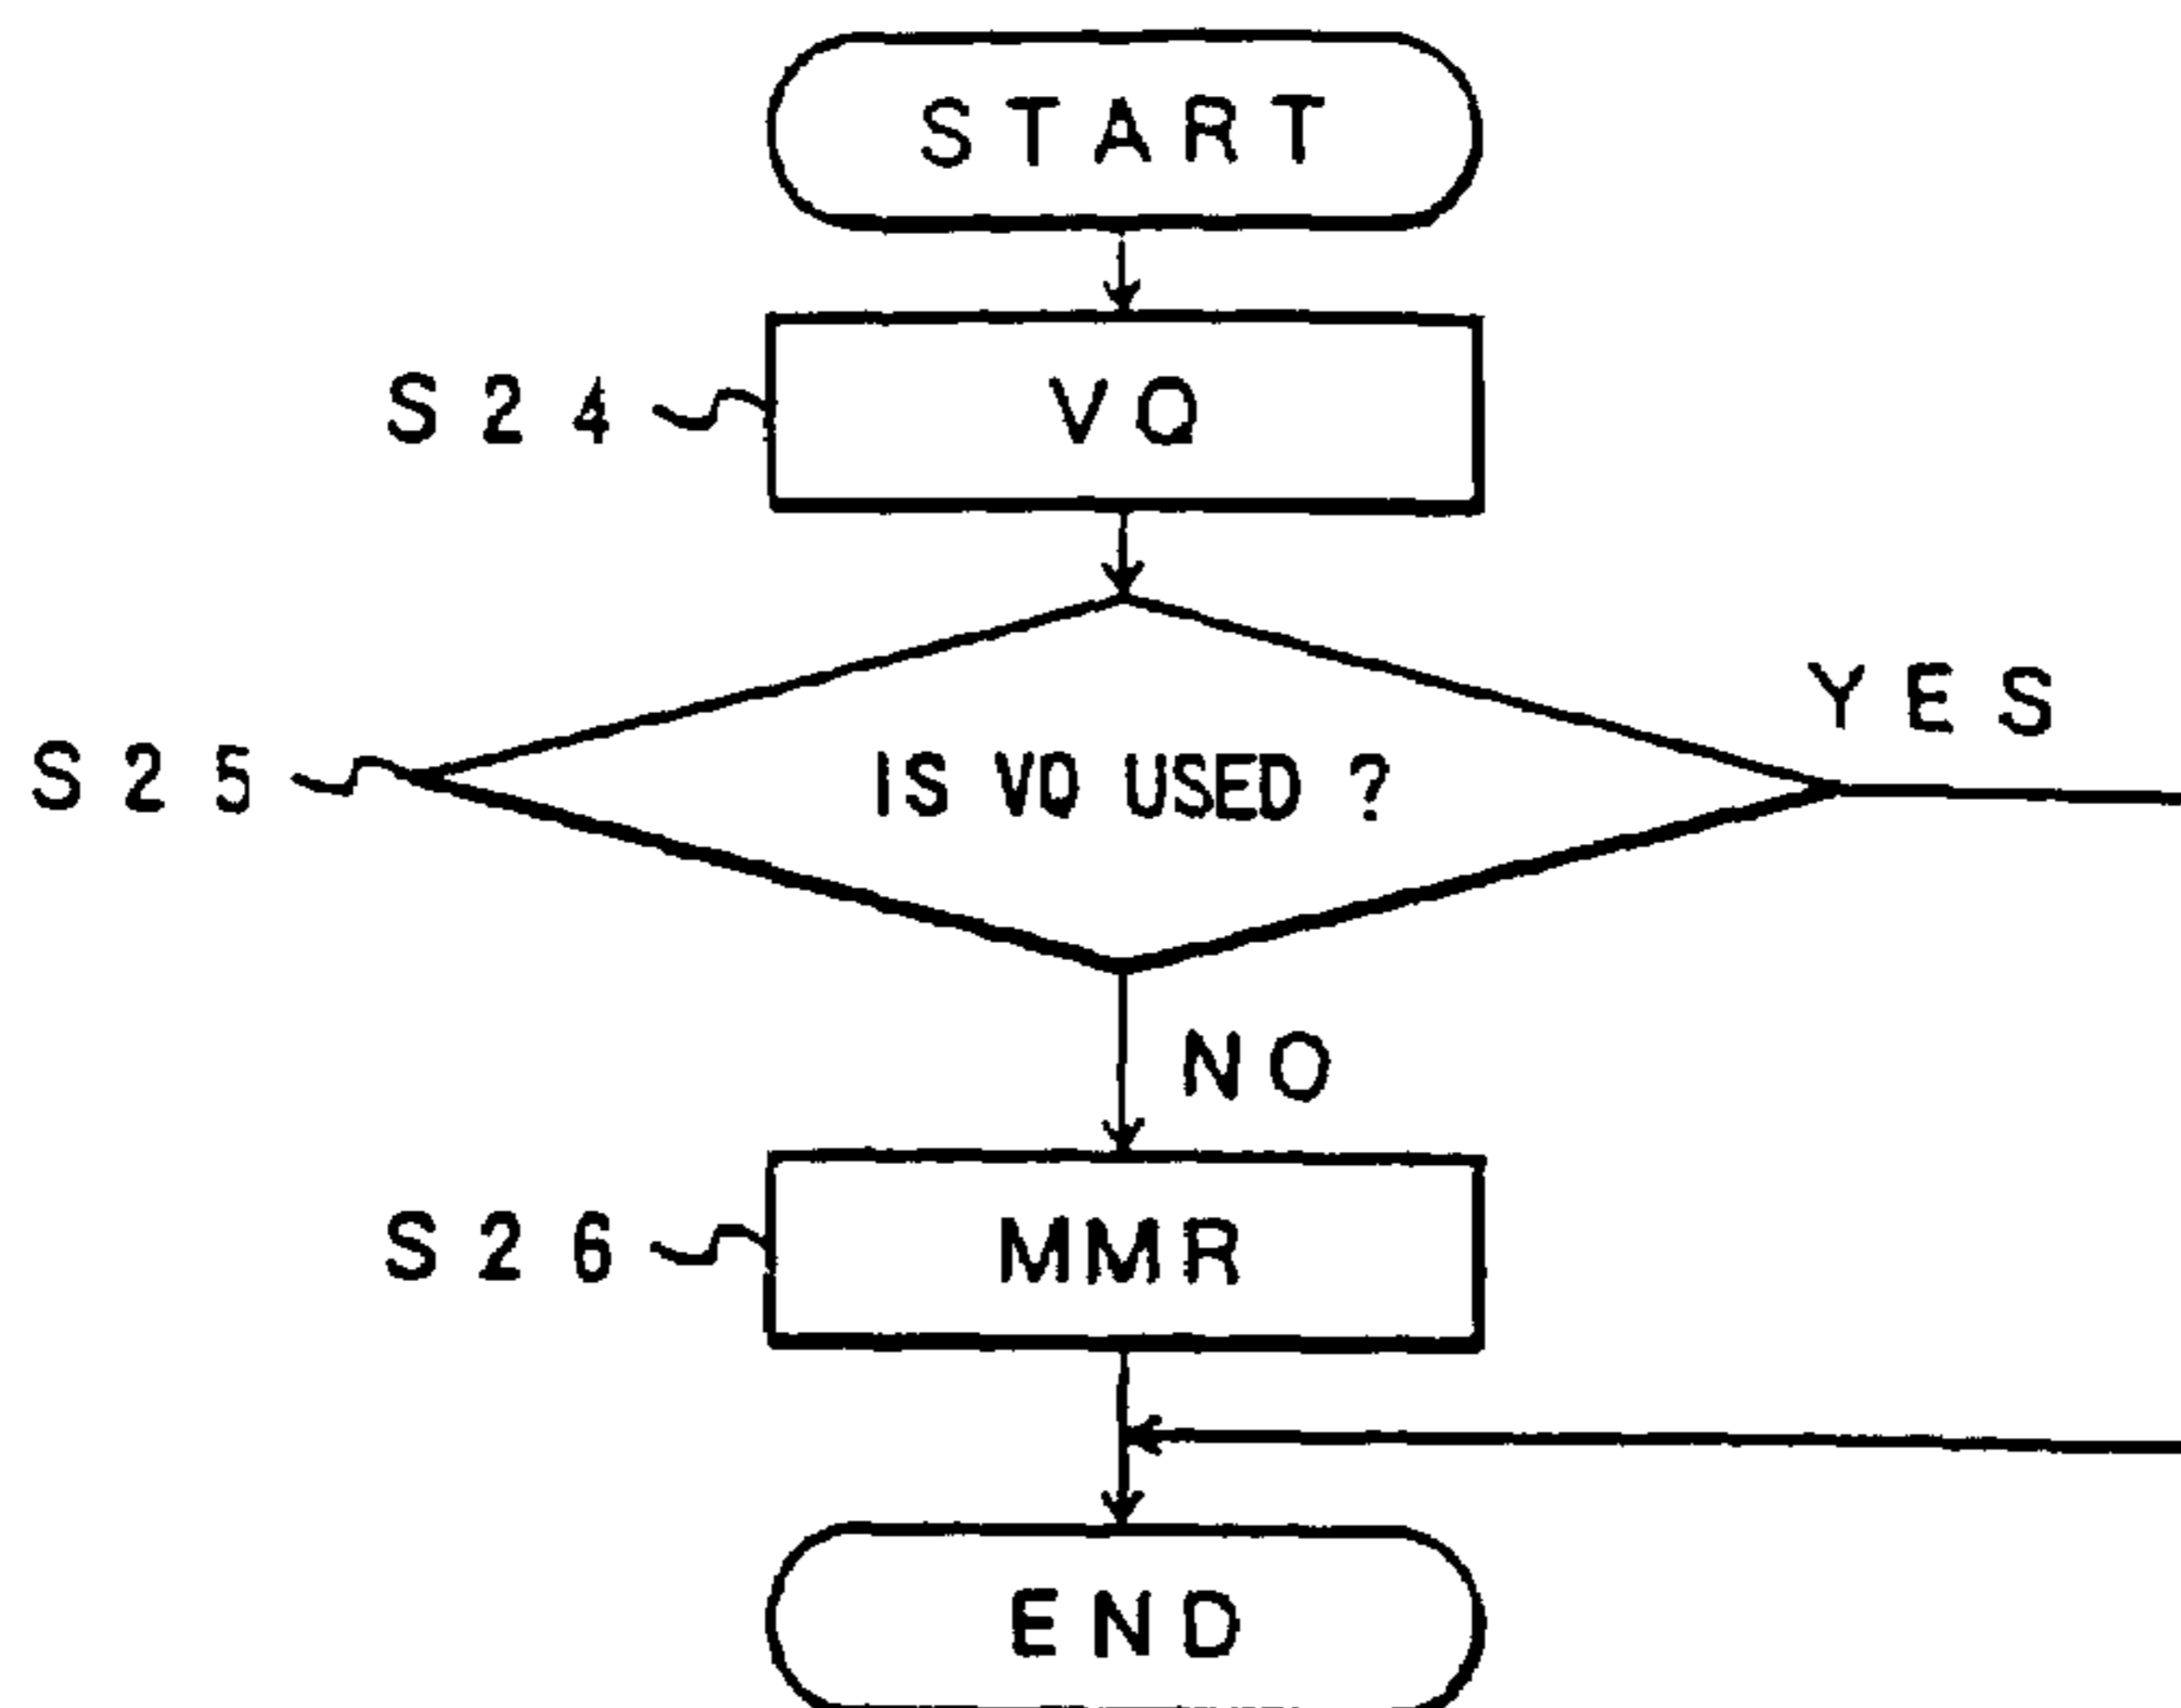 START
S24
VQ
YES
S25
IS VQ USED ?
NO
S26
MMR
END